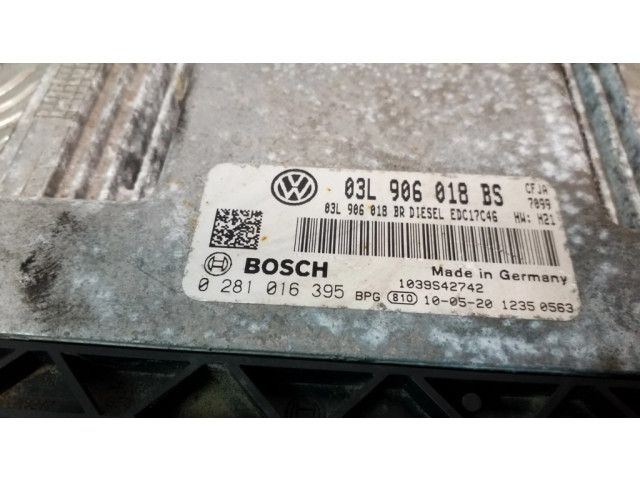 03L 906 018 BS CFJA
03L 906 018 BR DIESEL EDC17C46 7099
HW: H21
BOSCH Made in Germany
1039S42742
0 281 016 395 BPG 810 10-05-20 1235 0563